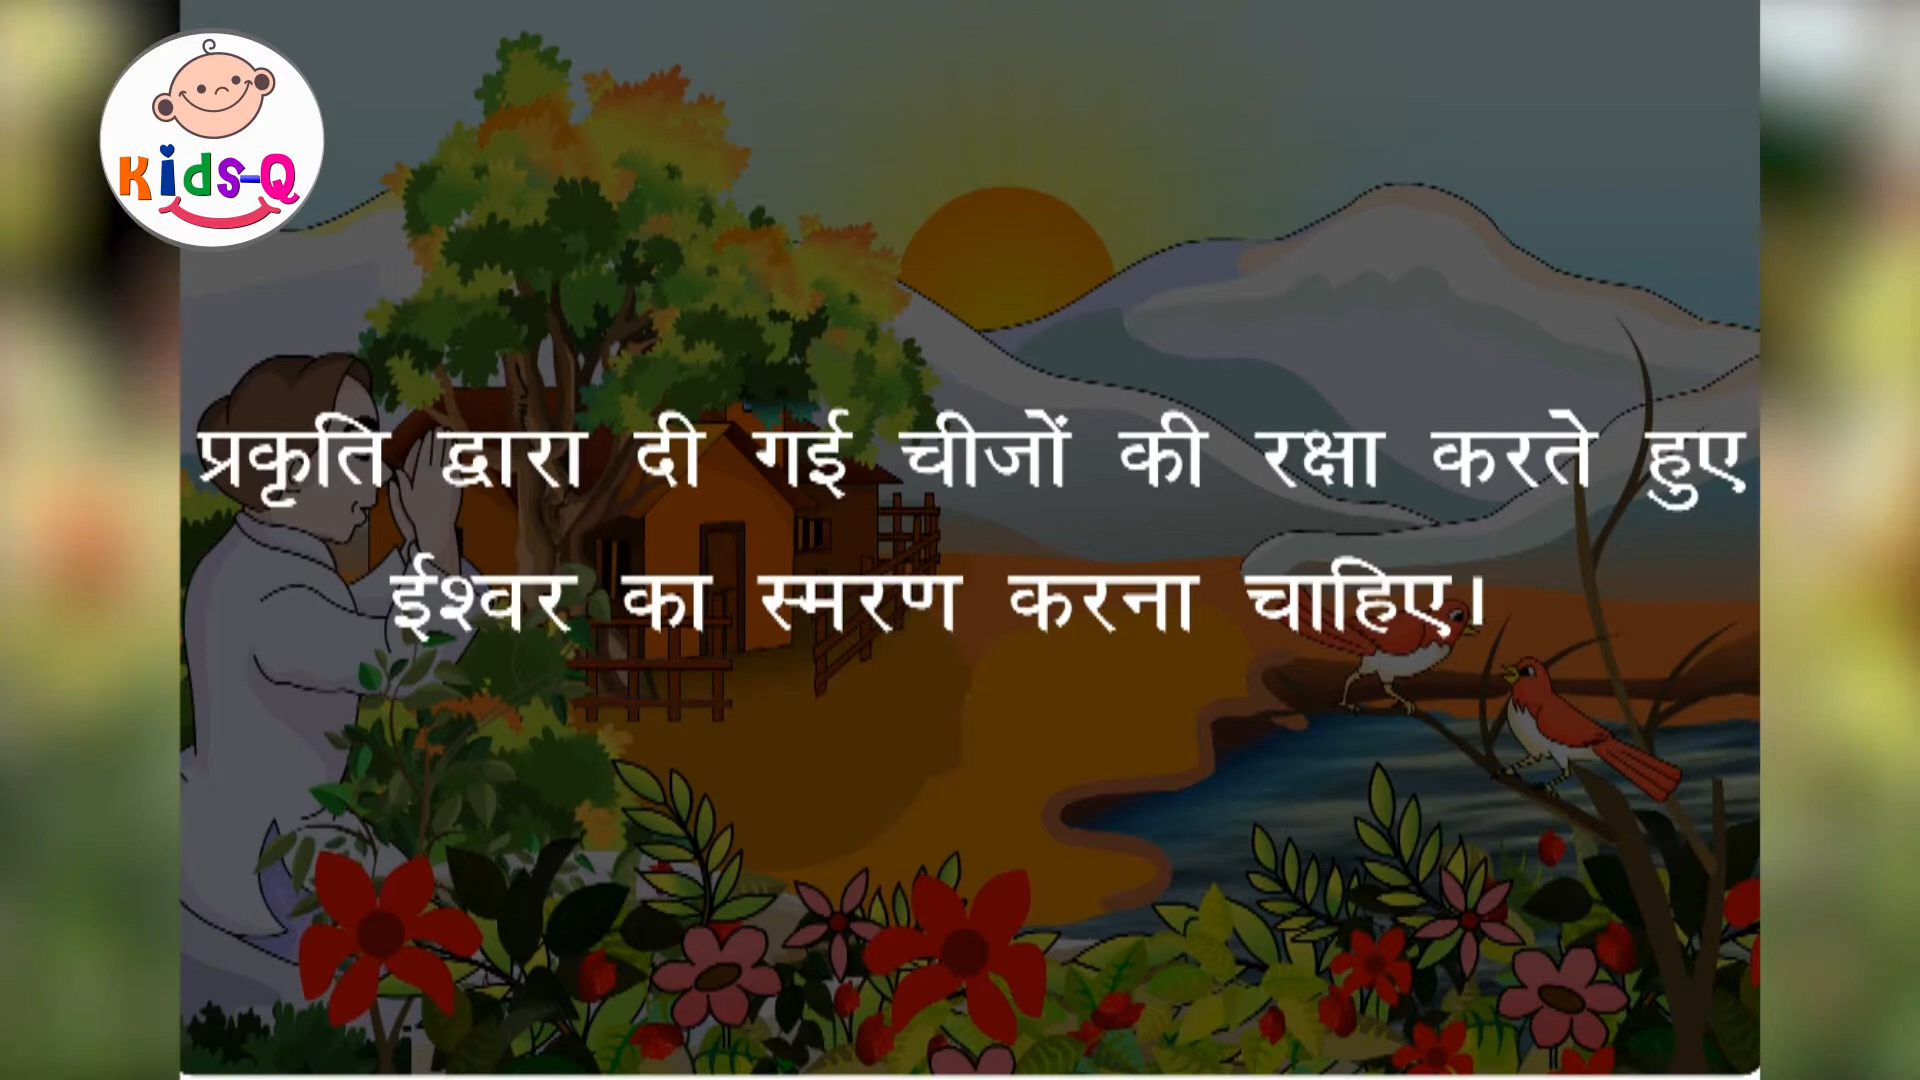 Kids-Q
प्रकृति द्वारा दी गई चीजों की रक्षा करते हुए
ईश्वर का स्मरण करना चाहिए।